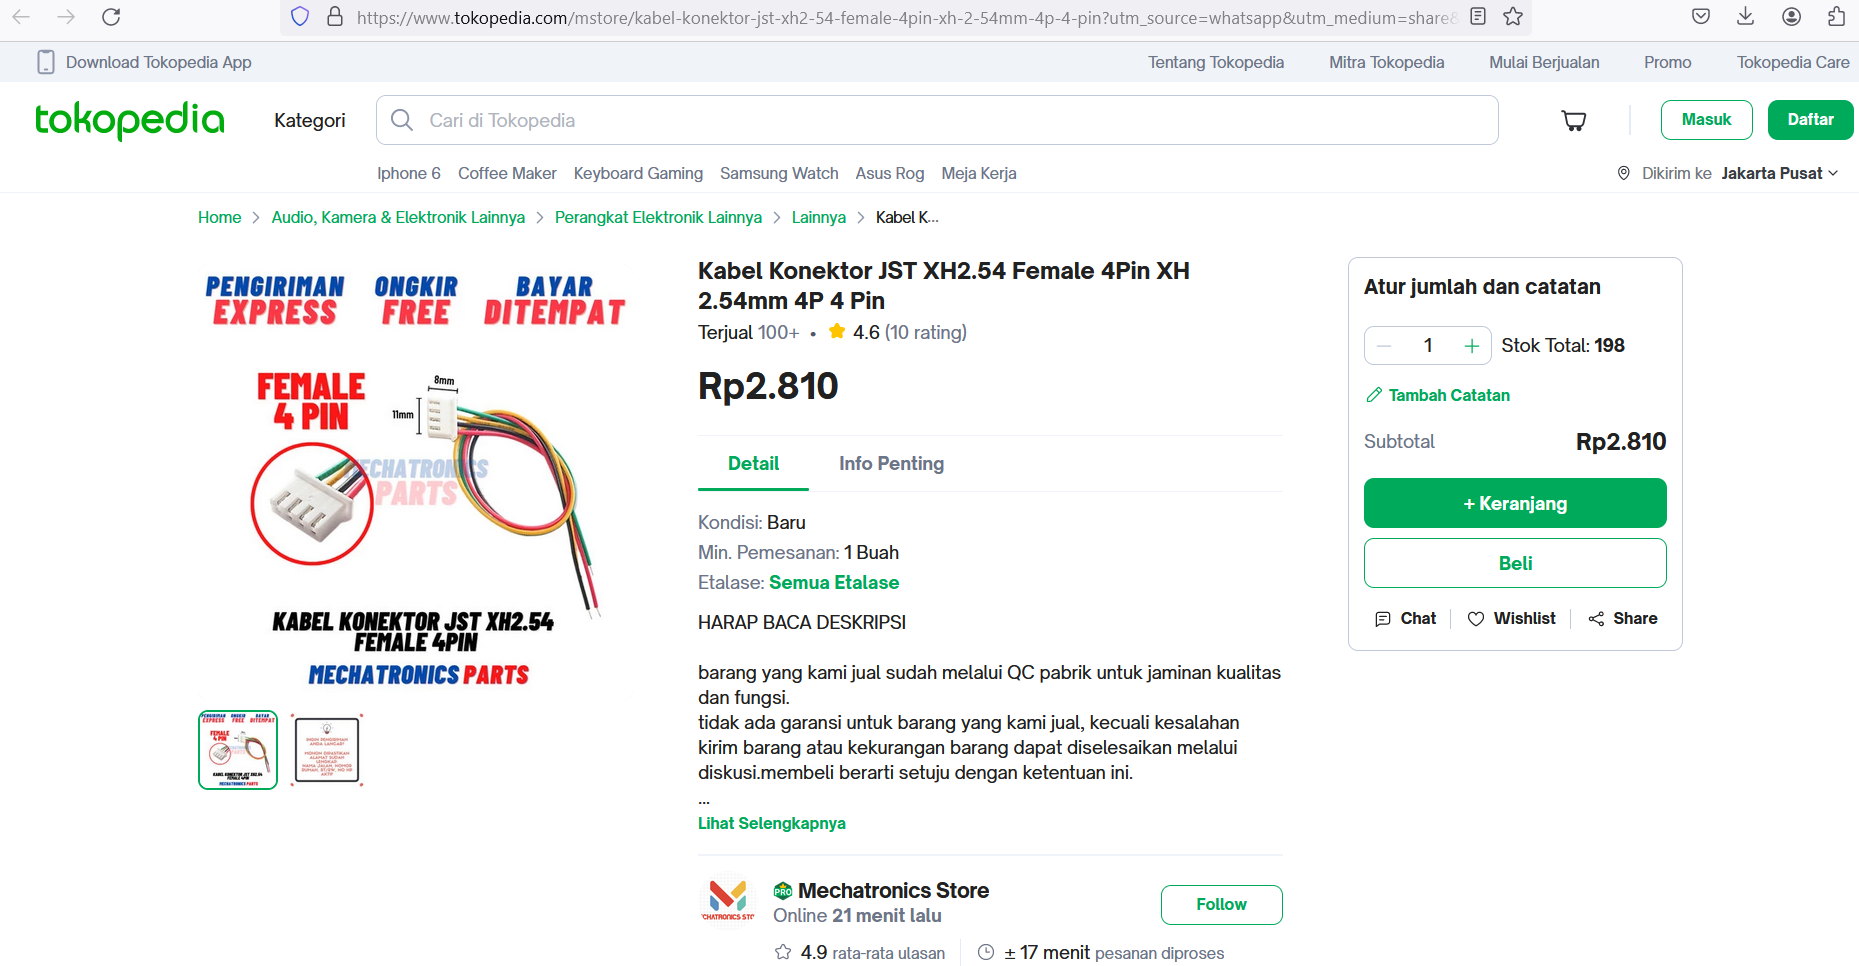 https://www.tokopedia.com/mstore/kabel-konektor-jst-xh2-54-female-4pin-xh-2-54mm-4p-4-pin?utm_source=whatsapp&utm_medium=share&
Download Tokopedia App
Tentang Tokopedia
Mitra Tokopedia
Mulai Berjualan
Promo
Tokopedia Care
tokopedia
Kategori
Cari di Tokopedia
Masuk
Daftar
Iphone 6
Coffee Maker
Keyboard Gaming
Samsung Watch
Asus Rog
Meja Kerja
Dikirim ke Jakarta Pusat
Home > Audio, Kamera & Elektronik Lainnya > Perangkat Elektronik Lainnya > Lainnya > Kabel K...
PENGIRIMAN EXPRESS
ONGKIR FREE
BAYAR DITEMPAT
FEMALE
4 PIN
8mm
11mm
MECHATRONICS
PARTS
KABEL KONEKTOR JST XH2.54
FEMALE 4PIN
MECHATRONICS PARTS
Kabel Konektor JST XH2.54 Female 4Pin XH
2.54mm 4P 4 Pin
Terjual 100+ • 4.6 (10 rating)
Rp2.810
Detail
Info Penting
Kondisi: Baru
Min. Pemesanan: 1 Buah
Etalase: Semua Etalase
HARAP BACA DESKRIPSI
barang yang kami jual sudah melalui QC pabrik untuk jaminan kualitas
dan fungsi.
tidak ada garansi untuk barang yang kami jual, kecuali kesalahan
kirim barang atau kekurangan barang dapat diselesaikan melalui
diskusi.membeli berarti setuju dengan ketentuan ini.
...
Lihat Selengkapnya
PRO Mechatronics Store
Online 21 menit lalu
Follow
4.9 rata-rata ulasan
± 17 menit pesanan diproses
Atur jumlah dan catatan
1
Stok Total: 198
Tambah Catatan
Subtotal
Rp2.810
+ Keranjang
Beli
Chat
Wishlist
Share